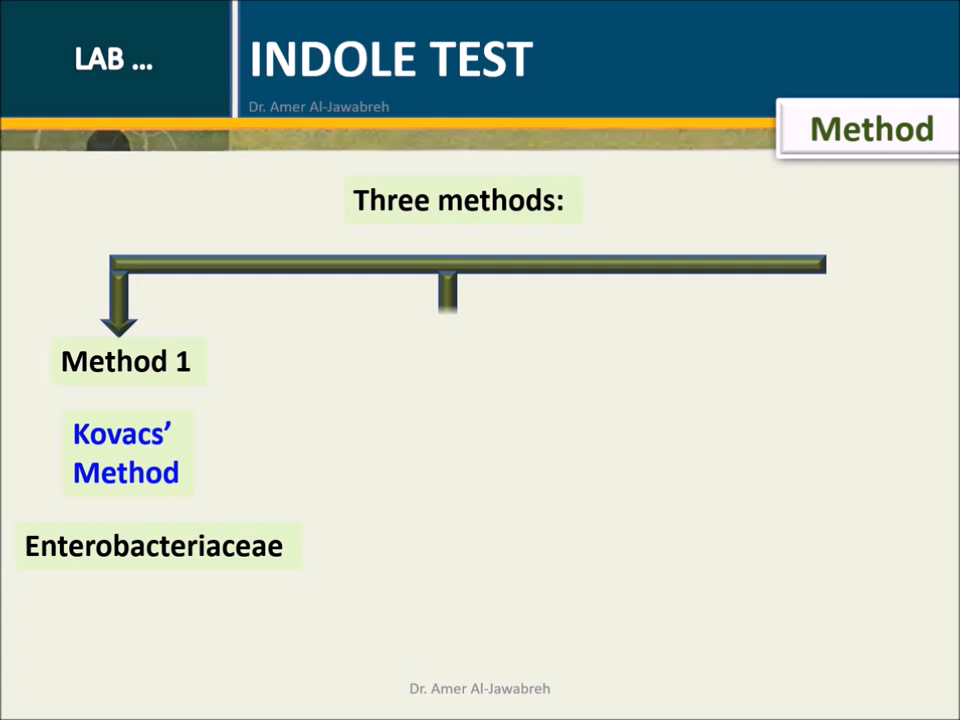 LAB ...
INDOLE TEST
Dr. Amer Al-Jawabreh
Method
Three methods:
Method 1
Kovacs’
Method
Enterobacteriaceae
Dr. Amer Al-Jawabreh